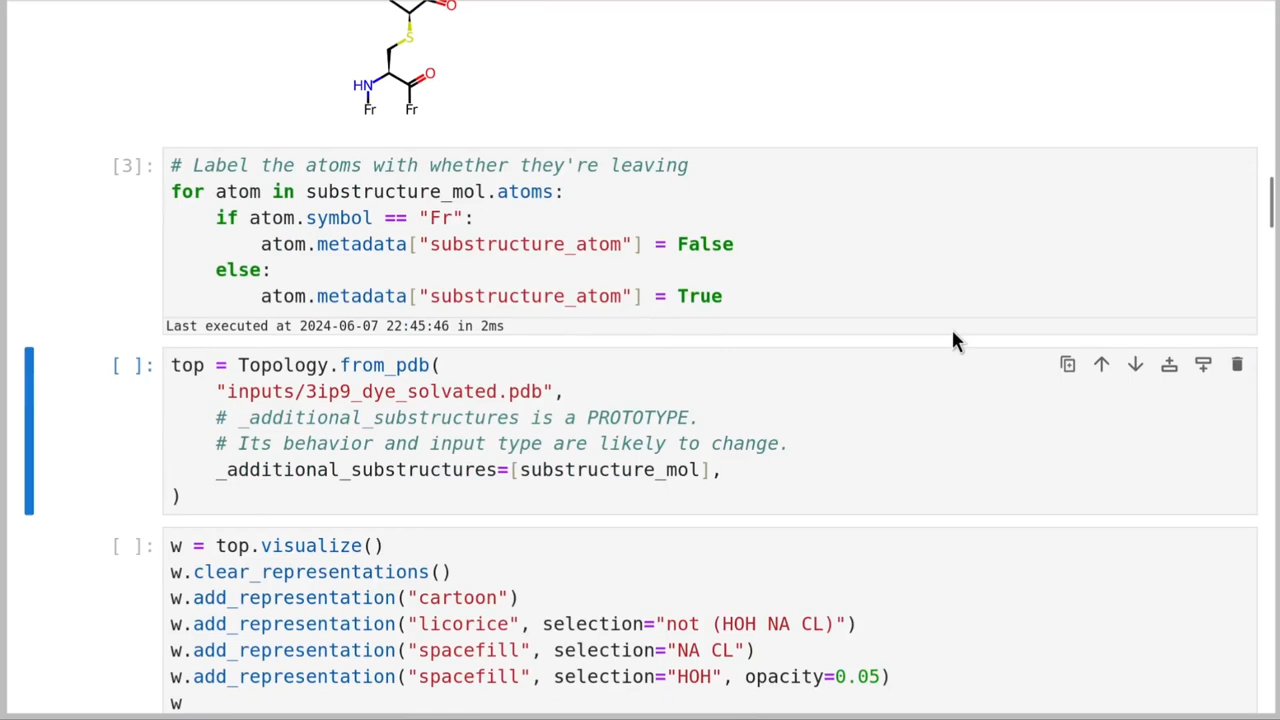 O
S
HN
O
Fr
Fr
[3]:
# Label the atoms with whether they're leaving
for atom in substructure_mol.atoms:
    if atom.symbol == "Fr":
        atom.metadata["substructure_atom"] = False
    else:
        atom.metadata["substructure_atom"] = True
Last executed at 2024-06-07 22:45:46 in 2ms
[ ]:
top = Topology.from_pdb(
    "inputs/3ip9_dye_solvated.pdb",
    # _additional_substructures is a PROTOTYPE.
    # Its behavior and input type are likely to change.
    _additional_substructures=[substructure_mol],
)
[ ]:
w = top.visualize()
w.clear_representations()
w.add_representation("cartoon")
w.add_representation("licorice", selection="not (HOH NA CL)")
w.add_representation("spacefill", selection="NA CL")
w.add_representation("spacefill", selection="HOH", opacity=0.05)
w